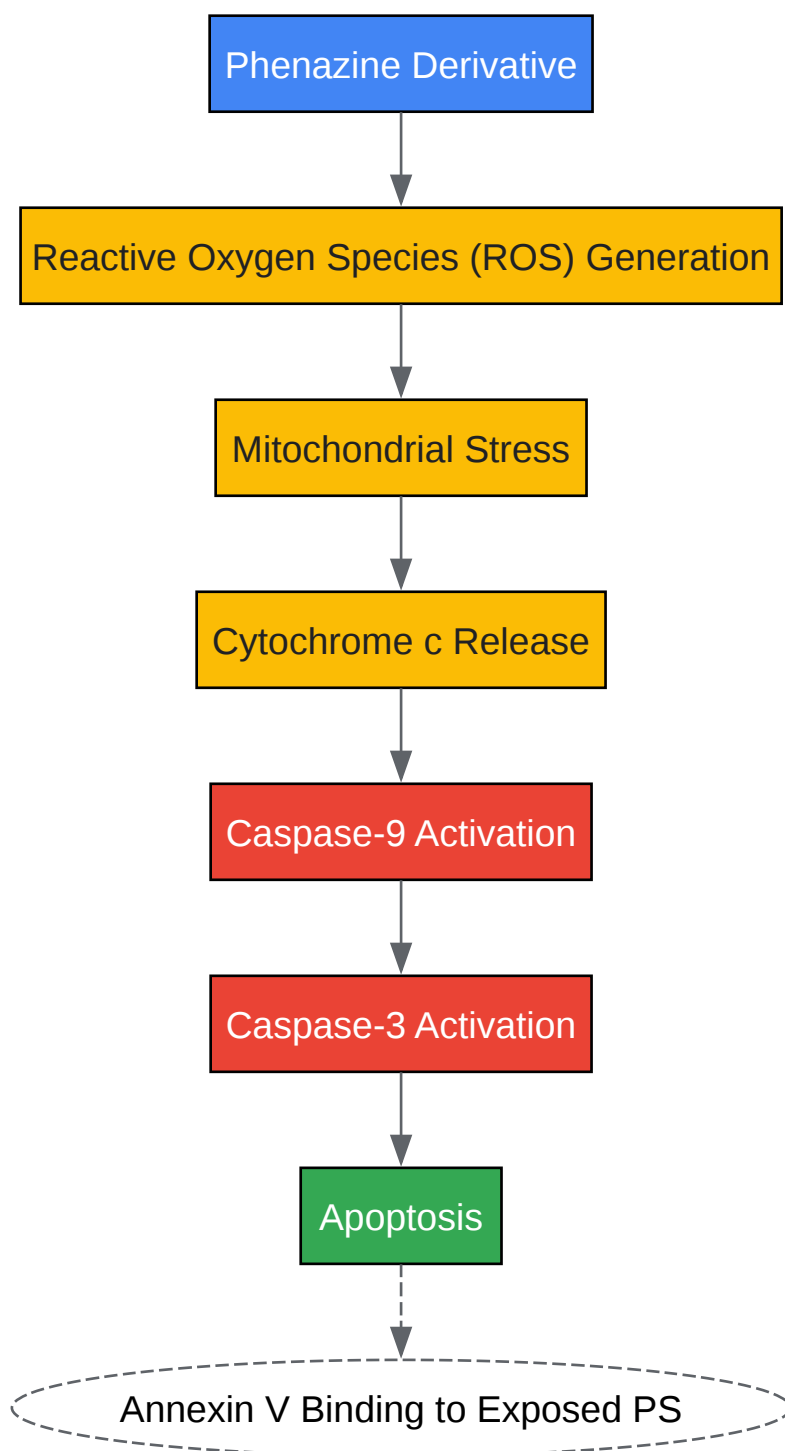 Phenazine Derivative
Reactive Oxygen Species (ROS) Generation
Mitochondrial Stress
Cytochrome c Release
Caspase-9 Activation
Caspase-3 Activation
Apoptosis
Annexin V Binding to Exposed PS